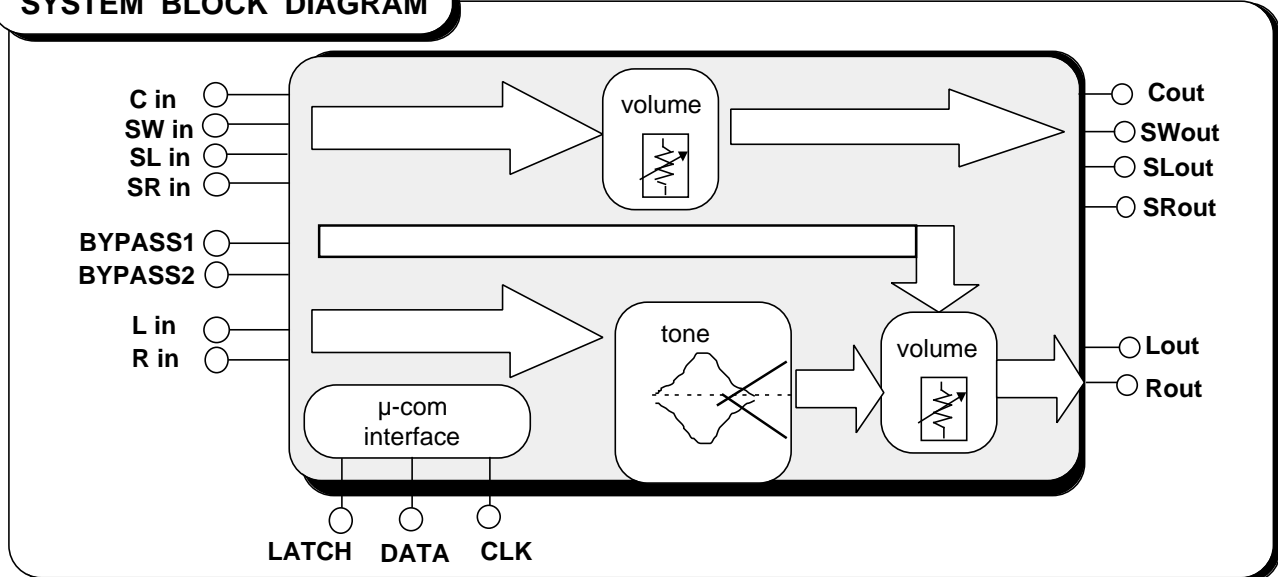 SYSTEM BLOCK DIAGRAM
C in
SW in
SL in
SR in
BYPASS1
BYPASS2
L in
R in
volume
tone
volume
µ-com
interface
LATCH
DATA
CLK
Cout
SWout
SLout
SRout
Lout
Rout